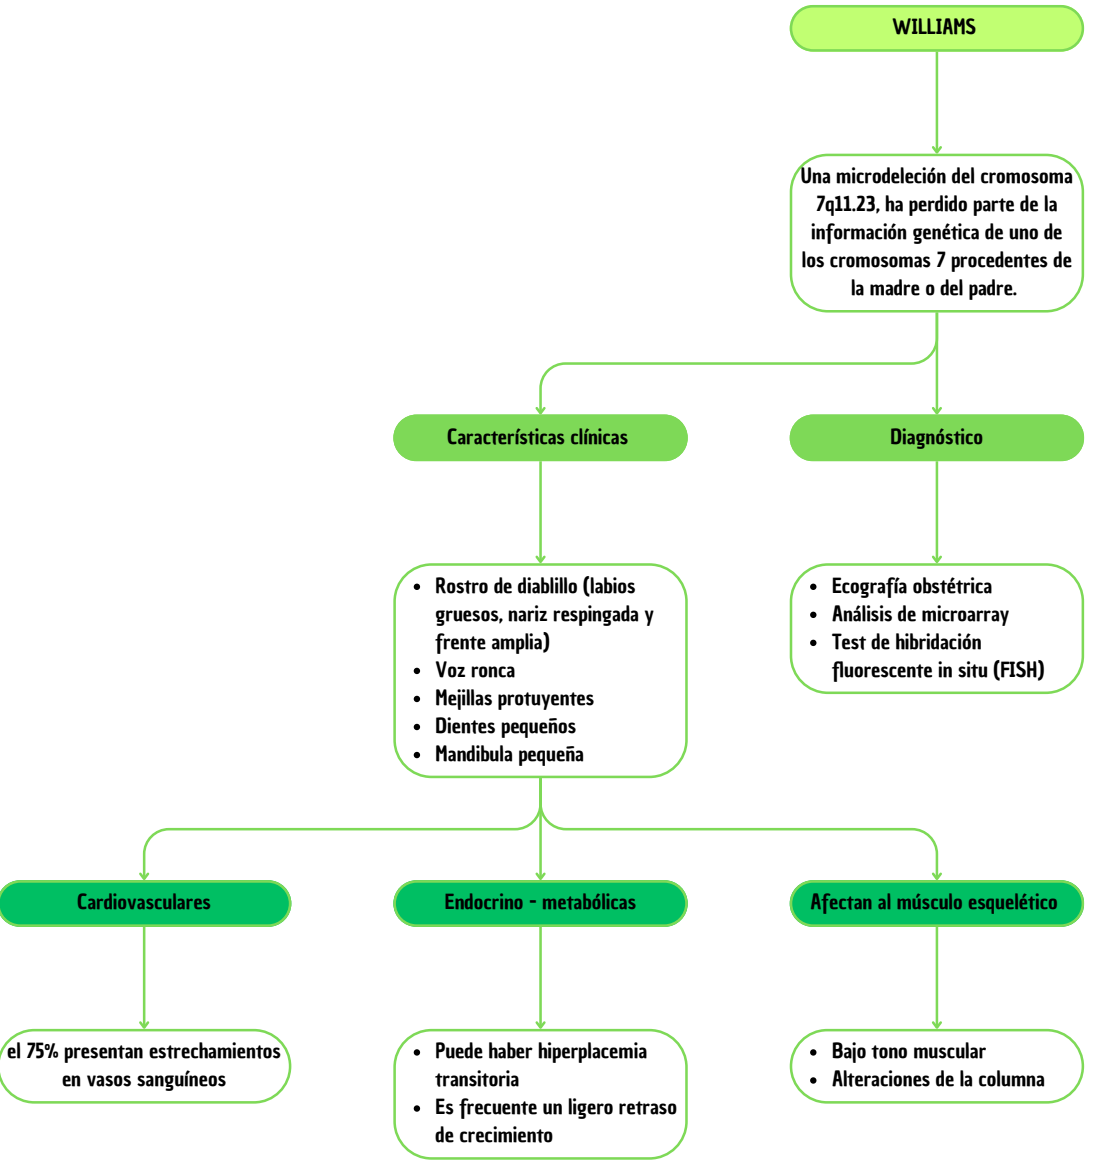 WILLIAMS
Una microdeleción del cromosoma
7q11.23, ha perdido parte de la
información genética de uno de
los cromosomas 7 procedentes de
la madre o del padre.
Características clínicas
Diagnóstico
• Rostro de diablillo (labios
gruesos, nariz respingada y
frente amplia)
• Voz ronca
• Mejillas protuyentes
• Dientes pequeños
• Mandibula pequeña
• Ecografía obstétrica
• Análisis de microarray
• Test de hibridación
fluorescente in situ (FISH)
Cardiovasculares
Endocrino - metabólicas
Afectan al músculo esquelético
el 75% presentan estrechamientos
en vasos sanguíneos
• Puede haber hiperplacemia
transitoria
• Es frecuente un ligero retraso
de crecimiento
• Bajo tono muscular
• Alteraciones de la columna